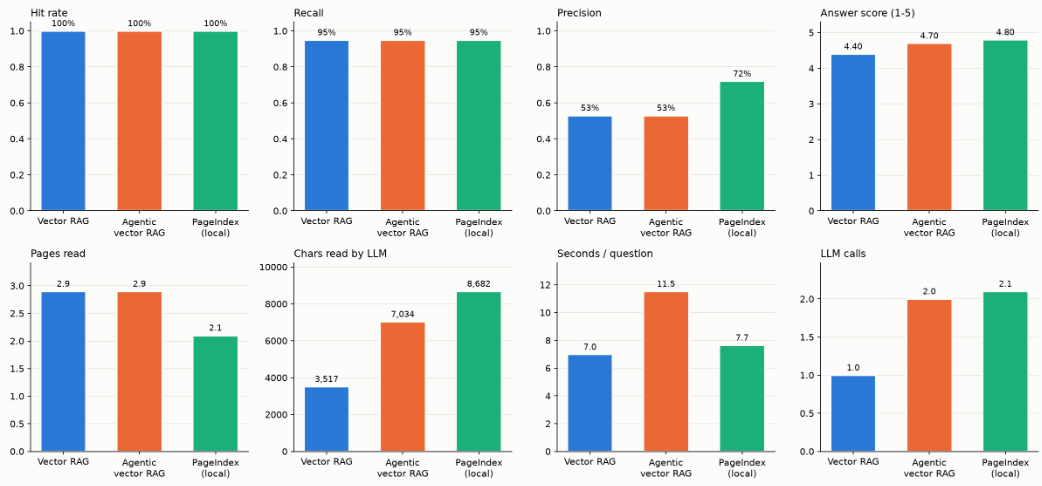 Hit rate
100%
100%
100%
1.0
0.8
0.6
0.4
0.2
0.0
Vector RAG
Agentic
vector RAG
PageIndex
(local)
Recall
95%
95%
95%
1.0
0.8
0.6
0.4
0.2
0.0
Vector RAG
Agentic
vector RAG
PageIndex
(local)
Precision
53%
53%
72%
1.0
0.8
0.6
0.4
0.2
0.0
Vector RAG
Agentic
vector RAG
PageIndex
(local)
Answer score (1-5)
4.40
4.70
4.80
5
4
3
2
1
0
Vector RAG
Agentic
vector RAG
PageIndex
(local)
Pages read
2.9
2.9
2.1
3.0
2.5
2.0
1.5
1.0
0.5
0.0
Vector RAG
Agentic
vector RAG
PageIndex
(local)
Chars read by LLM
3,517
7,034
8,682
10000
8000
6000
4000
2000
0
Vector RAG
Agentic
vector RAG
PageIndex
(local)
Seconds / question
7.0
11.5
7.7
12
10
8
6
4
2
0
Vector RAG
Agentic
vector RAG
PageIndex
(local)
LLM calls
1.0
2.0
2.1
2.0
1.5
1.0
0.5
0.0
Vector RAG
Agentic
vector RAG
PageIndex
(local)